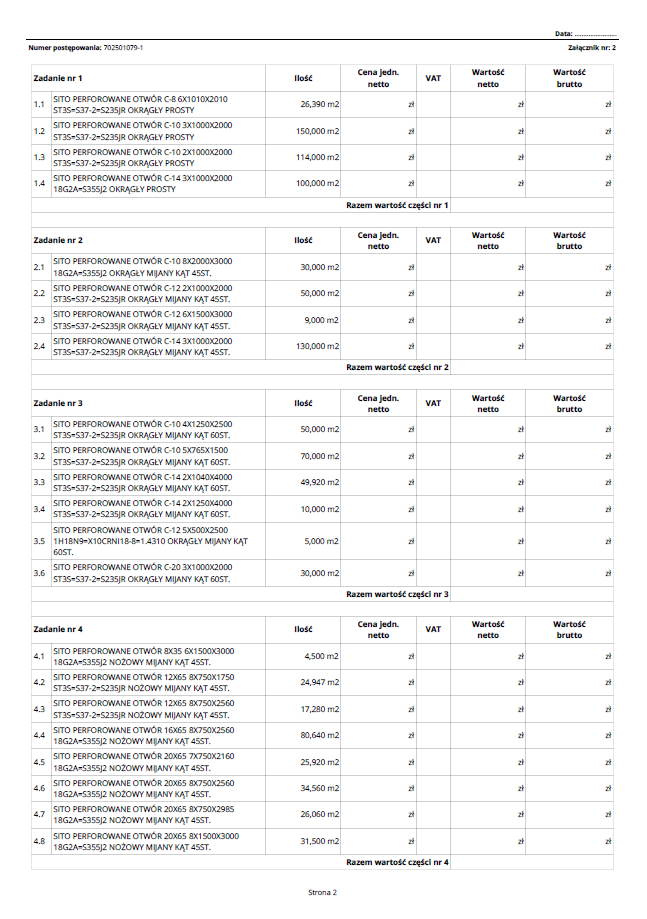 Data: ......................
Numer postępowania: 702501079-1 Załącznik nr: 2
Zadanie nr 1 Ilość Cena jedn. netto VAT Wartość netto Wartość brutto
1.1 SITO PERFOROWANE OTWÓR C-8 6X1010X2010 26,390 m2 zł zł zł
ST3S=S37-2=S235JR OKRĄGŁY PROSTY
1.2 SITO PERFOROWANE OTWÓR C-10 3X1000X2000 150,000 m2 zł zł zł
ST3S=S37-2=S235JR OKRĄGŁY PROSTY
1.3 SITO PERFOROWANE OTWÓR C-10 2X1000X2000 114,000 m2 zł zł zł
ST3S=S37-2=S235JR OKRĄGŁY PROSTY
1.4 SITO PERFOROWANE OTWÓR C-14 3X1000X2000 100,000 m2 zł zł zł
18G2A=S355J2 OKRĄGŁY PROSTY
Razem wartość części nr 1
Zadanie nr 2 Ilość Cena jedn. netto VAT Wartość netto Wartość brutto
2.1 SITO PERFOROWANE OTWÓR C-10 8X2000X3000 30,000 m2 zł zł zł
18G2A=S355J2 OKRĄGŁY MIJANY KĄT 45ST.
2.2 SITO PERFOROWANE OTWÓR C-12 2X1000X2000 50,000 m2 zł zł zł
ST3S=S37-2=S235JR OKRĄGŁY MIJANY KĄT 45ST.
2.3 SITO PERFOROWANE OTWÓR C-12 6X1500X3000 9,000 m2 zł zł zł
ST3S=S37-2=S235JR OKRĄGŁY MIJANY KĄT 45ST.
2.4 SITO PERFOROWANE OTWÓR C-14 3X1000X2000 130,000 m2 zł zł zł
ST3S=S37-2=S235JR OKRĄGŁY MIJANY KĄT 45ST.
Razem wartość części nr 2
Zadanie nr 3 Ilość Cena jedn. netto VAT Wartość netto Wartość brutto
3.1 SITO PERFOROWANE OTWÓR C-10 4X1250X2500 50,000 m2 zł zł zł
ST3S=S37-2=S235JR OKRĄGŁY MIJANY KĄT 60ST.
3.2 SITO PERFOROWANE OTWÓR C-10 5X765X1500 70,000 m2 zł zł zł
ST3S=S37-2=S235JR OKRĄGŁY MIJANY KĄT 60ST.
3.3 SITO PERFOROWANE OTWÓR C-14 2X1040X4000 49,920 m2 zł zł zł
ST3S=S37-2=S235JR OKRĄGŁY MIJANY KĄT 60ST.
3.4 SITO PERFOROWANE OTWÓR C-14 2X1250X4000 10,000 m2 zł zł zł
ST3S=S37-2=S235JR OKRĄGŁY MIJANY KĄT 60ST.
3.5 SITO PERFOROWANE OTWÓR C-12 5X500X2500 5,000 m2 zł zł zł
1H18N9=X10CRNI18-8=1.4310 OKRĄGŁY MIJANY KĄT
60ST.
3.6 SITO PERFOROWANE OTWÓR C-20 3X1000X2000 30,000 m2 zł zł zł
ST3S=S37-2=S235JR OKRĄGŁY MIJANY KĄT 60ST.
Razem wartość części nr 3
Zadanie nr 4 Ilość Cena jedn. netto VAT Wartość netto Wartość brutto
4.1 SITO PERFOROWANE OTWÓR 8X35 6X1500X3000 4,500 m2 zł zł zł
18G2A=S355J2 NOŻOWY MIJANY KĄT 45ST.
4.2 SITO PERFOROWANE OTWÓR 12X65 8X750X1750 24,947 m2 zł zł zł
ST3S=S37-2=S235JR NOŻOWY MIJANY KĄT 45ST.
4.3 SITO PERFOROWANE OTWÓR 12X65 8X750X2560 17,280 m2 zł zł zł
ST3S=S37-2=S235JR NOŻOWY MIJANY KĄT 45ST.
4.4 SITO PERFOROWANE OTWÓR 16X65 8X750X2560 80,640 m2 zł zł zł
18G2A=S355J2 NOŻOWY MIJANY KĄT 45ST.
4.5 SITO PERFOROWANE OTWÓR 20X65 7X750X2160 25,920 m2 zł zł zł
18G2A=S355J2 NOŻOWY MIJANY KĄT 45ST.
4.6 SITO PERFOROWANE OTWÓR 20X65 8X750X2560 34,560 m2 zł zł zł
18G2A=S355J2 NOŻOWY MIJANY KĄT 45ST.
4.7 SITO PERFOROWANE OTWÓR 20X65 8X750X2985 26,060 m2 zł zł zł
18G2A=S355J2 NOŻOWY MIJANY KĄT 45ST.
4.8 SITO PERFOROWANE OTWÓR 20X65 8X1500X3000 31,500 m2 zł zł zł
18G2A=S355J2 NOŻOWY MIJANY KĄT 45ST.
Razem wartość części nr 4
Strona 2